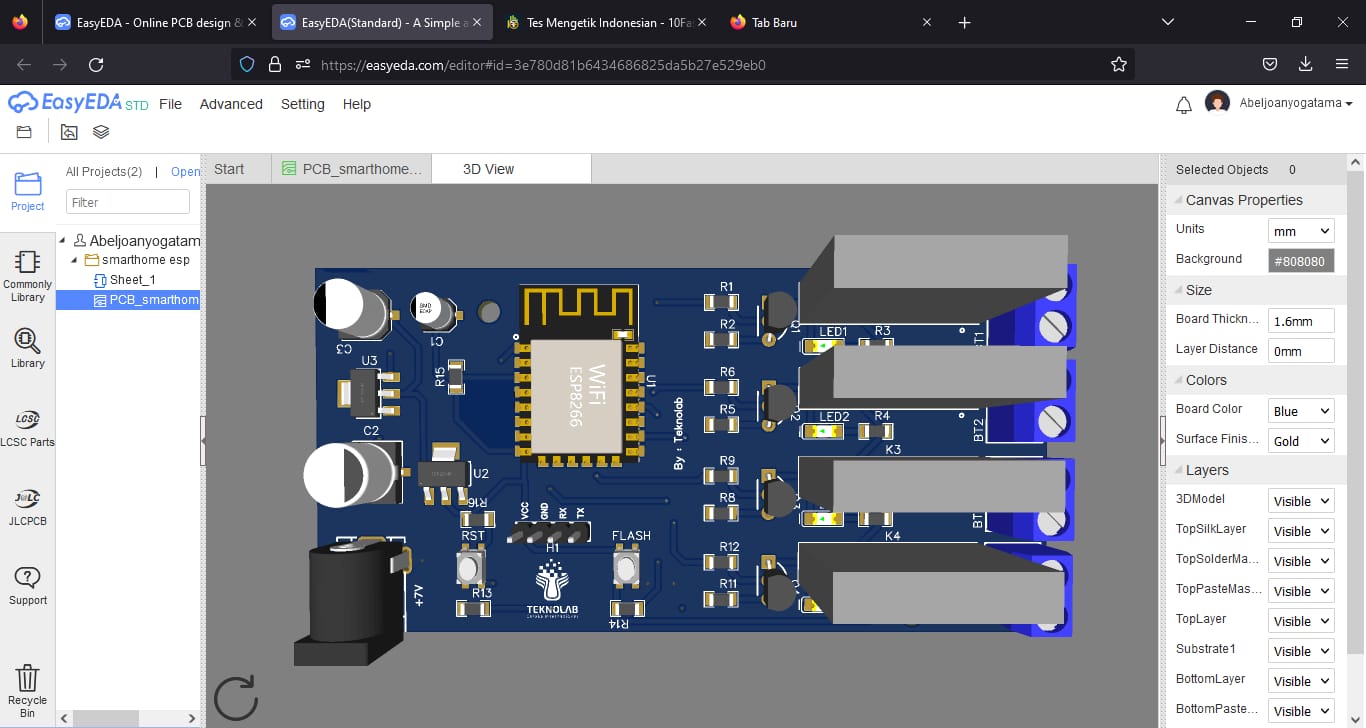 EasyEDA - Online PCB design &
EasyEDA(Standard) - A Simple a
Tes Mengetik Indonesian - 10Fa
Tab Baru
https://easyeda.com/editor#id=3e780d81b6434686825da5b27e529eb0
EasyEDA STD File Advanced Setting Help
Abeljoanyogatama
Project
Commonly
Library
Library
LCSC
LCSC Parts
JLCPCB
Support
Recycle
Bin
All Projects(2) | Open
Filter
Abeljoanyogatam
smarthome esp
Sheet_1
PCB_smarthom
Start
PCB_smarthome...
3D View
C3
C1
U3
R15
C2
U2
R16
RST
R13
+7V
WiFi
ESP8266
U1
By : Teknolab
VCC
GND
RX
TX
H1
FLASH
TEKNOLAB
R14
R1
R2
R6
R5
R9
R8
R12
R11
LED1
R3
LED2
R4
K3
K4
BT2
Selected Objects 0
Canvas Properties
Units mm
Background #808080
Size
Board Thickn... 1.6mm
Layer Distance 0mm
Colors
Board Color Blue
Surface Finis... Gold
Layers
3DModel Visible
TopSilkLayer Visible
TopSolderMa... Visible
TopPasteMas... Visible
TopLayer Visible
Substrate1 Visible
BottomLayer Visible
BottomPaste... Visible